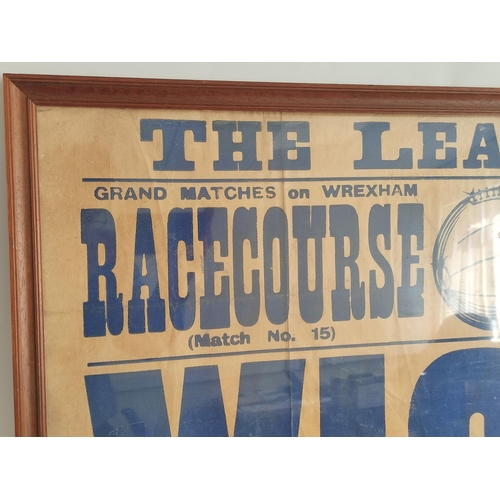 THE LEA
GRAND MATCHES on WREXHAM
RACECOURSE
(Match No. 15)